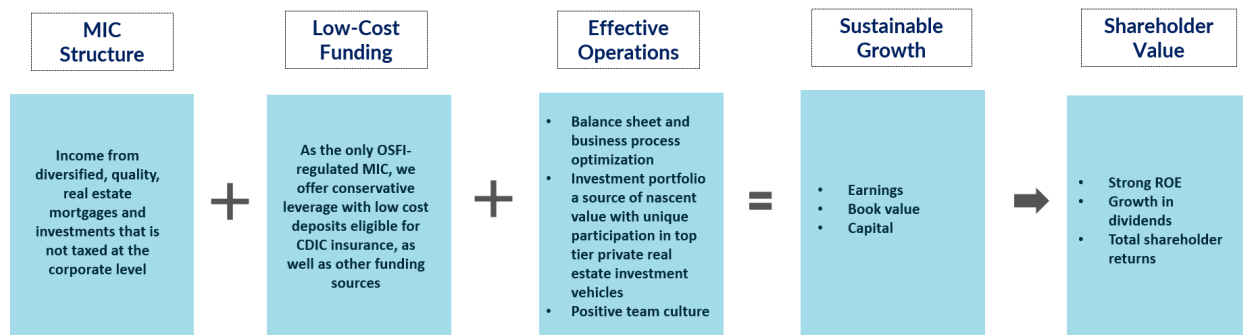 MIC
Structure
Income from
diversified, quality,
real estate
mortgages and
investments that is
not taxed at the
corporate level
+
Low-Cost
Funding
As the only OSFI-
regulated MIC, we
offer conservative
leverage with low cost
deposits eligible for
CDIC insurance, as
well as other funding
sources
+
Effective
Operations
• Balance sheet and
business process
optimization
• Investment portfolio
a source of nascent
value with unique
participation in top
tier private real
estate investment
vehicles
• Positive team culture
=
Sustainable
Growth
• Earnings
• Book value
• Capital
Shareholder
Value
• Strong ROE
• Growth in
dividends
• Total shareholder
returns